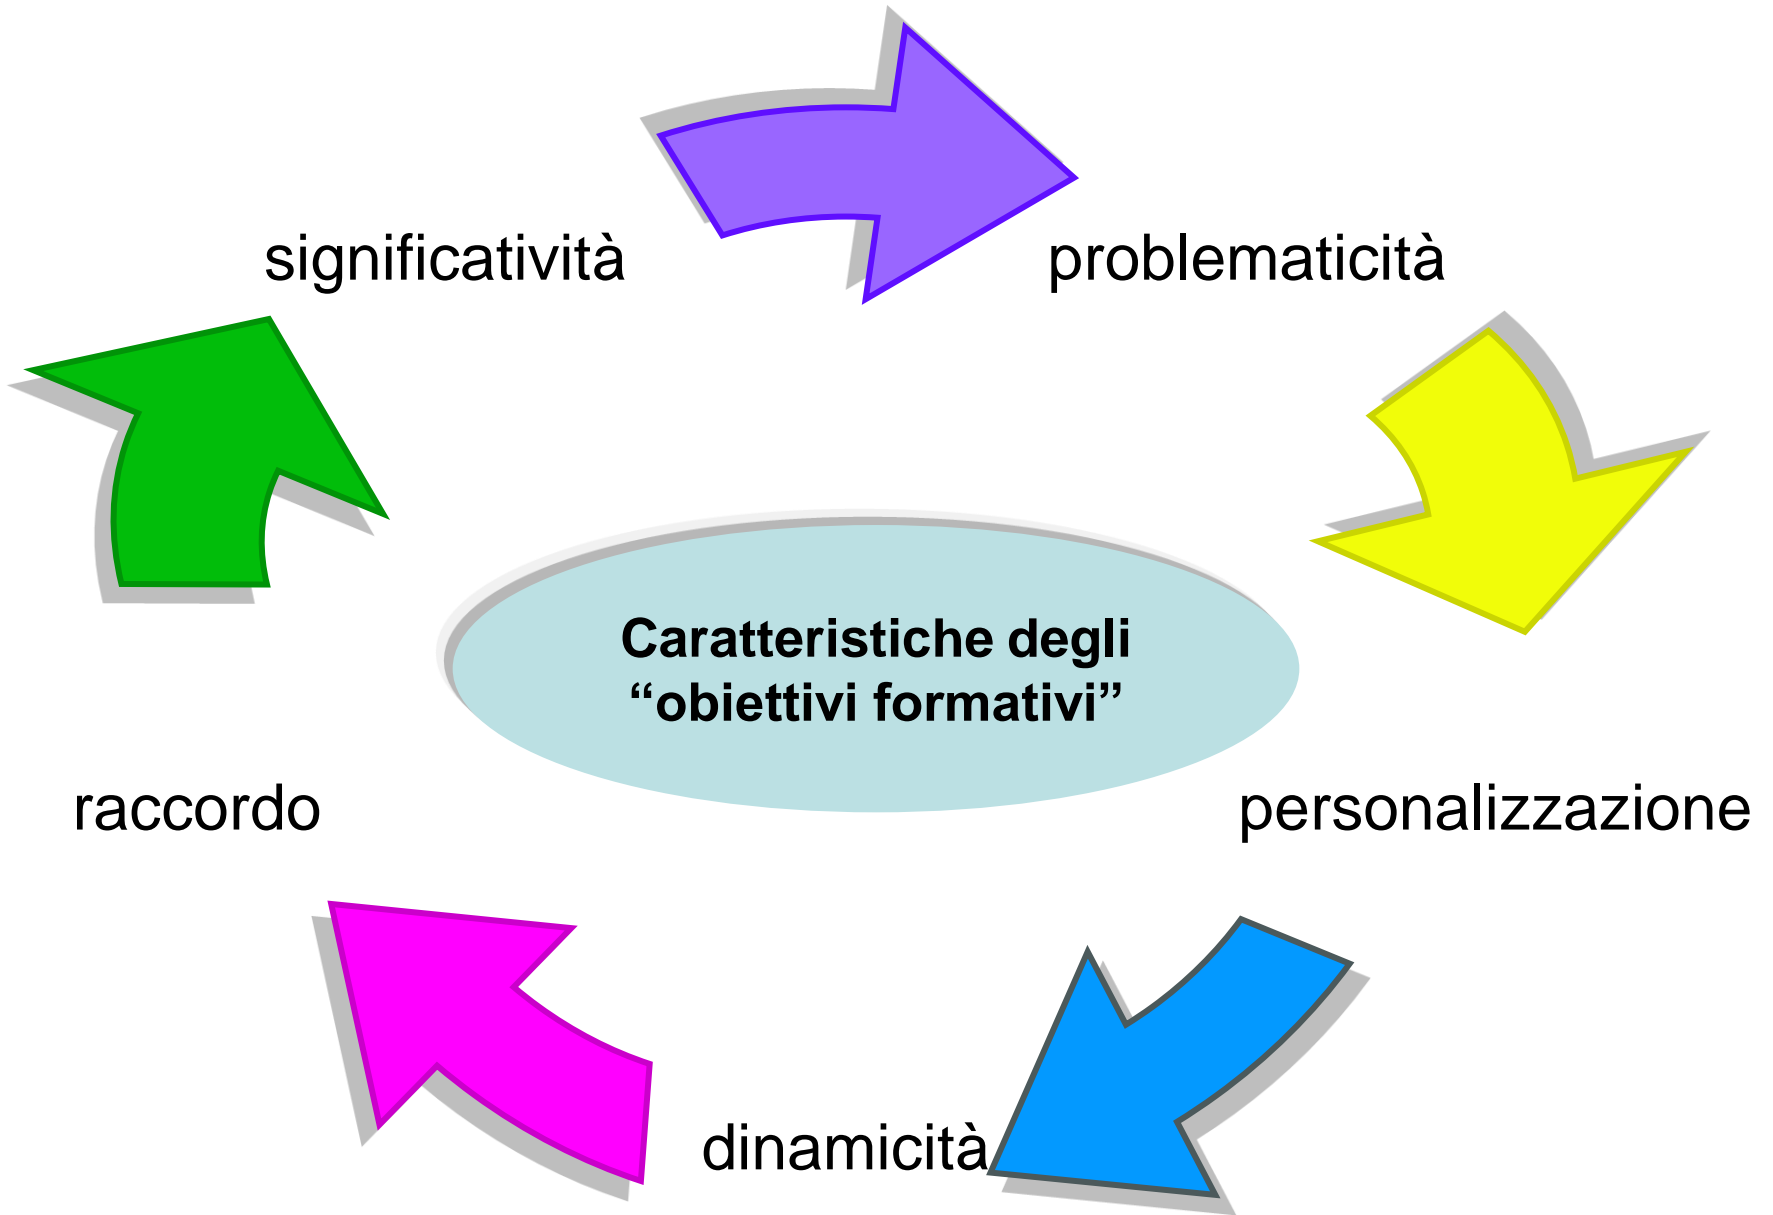 significatività
problematicità
Caratteristiche degli
“obiettivi formativi”
raccordo
personalizzazione
dinamicità